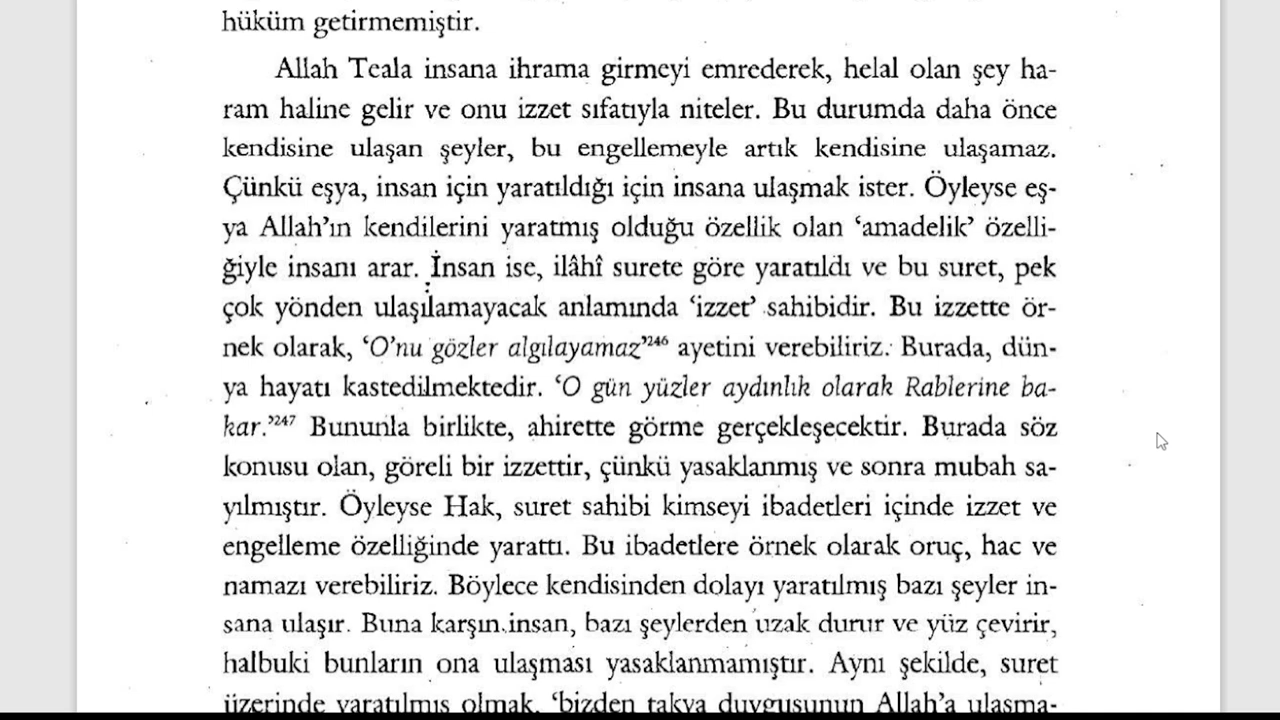 hüküm getirmemiştir.
Allah Teala insana ihrama girmeyi emrederek, helal olan şey ha-
ram haline gelir ve onu izzet sıfatıyla niteler. Bu durumda daha önce
kendisine ulaşan şeyler, bu engellemeyle artık kendisine ulaşamaz.
Çünkü eşya, insan için yaratıldığı için insana ulaşmak ister. Öyleyse eş-
ya Allah’ın kendilerini yaratmış olduğu özellik olan ‘amadelik’ özelli-
ğiyle insanı arar. İnsan ise, ilâhî surete göre yaratıldı ve bu suret, pek
çok yönden ulaşılamayacak anlamında ‘izzet’ sahibidir. Bu izzette ör-
nek olarak, ‘O’nu gözler algılayamaz’²⁴⁶ ayetini verebiliriz. Burada, dün-
ya hayatı kastedilmektedir. ‘O gün yüzler aydınlık olarak Rablerine ba-
kar.’²⁴⁷ Bununla birlikte, ahirette görme gerçekleşecektir. Burada söz
konusu olan, göreli bir izzettir, çünkü yasaklanmış ve sonra mubah sa-
yılmıştır. Öyleyse Hak, suret sahibi kimseyi ibadetleri içinde izzet ve
engelleme özelliğinde yarattı. Bu ibadetlere örnek olarak oruç, hac ve
namazı verebiliriz. Böylece kendisinden dolayı yaratılmış bazı şeyler in-
sana ulaşır. Buna karşın insan, bazı şeylerden uzak durur ve yüz çevirir,
halbuki bunların ona ulaşması yasaklanmamıştır. Aynı şekilde, suret
üzerinde yaratılmış olmak, ‘bizden takva duygusunun Allah’a ulaşma-